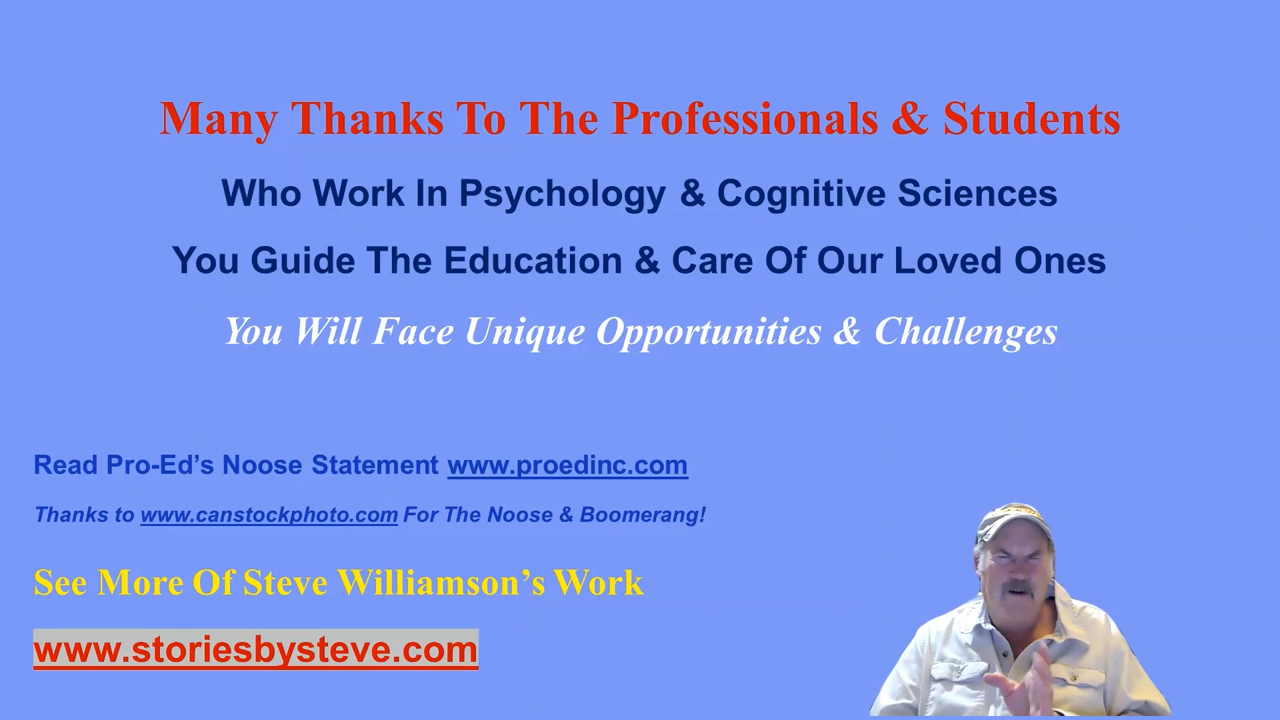 Many Thanks To The Professionals & Students
Who Work In Psychology & Cognitive Sciences
You Guide The Education & Care Of Our Loved Ones
You Will Face Unique Opportunities & Challenges
Read Pro-Ed’s Noose Statement www.proedinc.com
Thanks to www.canstockphoto.com For The Noose & Boomerang!
See More Of Steve Williamson’s Work
www.storiesbysteve.com